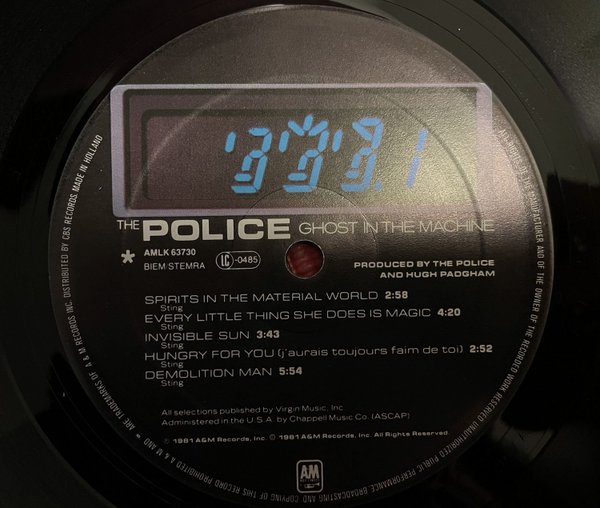 THE POLICE GHOST IN THE MACHINE
* AMLK 63730
BIEM/STEMRA LC-0485
PRODUCED BY THE POLICE
AND HUGH PADGHAM
SPIRITS IN THE MATERIAL WORLD 2:58
Sting
EVERY LITTLE THING SHE DOES IS MAGIC 4:20
Sting
INVISIBLE SUN 3:43
Sting
HUNGRY FOR YOU (j'aurais toujours faim de toi) 2:52
Sting
DEMOLITION MAN 5:54
Sting
All selections published by Virgin Music, Inc
Administered in the U.S.A. by Chappell Music Co. (ASCAP)
℗ 1981 A&M Records, Inc. © 1981 A&M Records, Inc. All Rights Reserved.
AM
RECORDS
ARE TRADEMARKS OF A & M RECORDS INC. DISTRIBUTED BY CBS RECORDS. MADE IN HOLLAND
MANUFACTURER AND OF THE OWNER OF THE RECORDED WORK RESERVED. UNAUTHORIZED PUBLIC PERFORMANCE BROADCASTING AND COPYING OF THIS RECORD PROHIBITED A & M AND